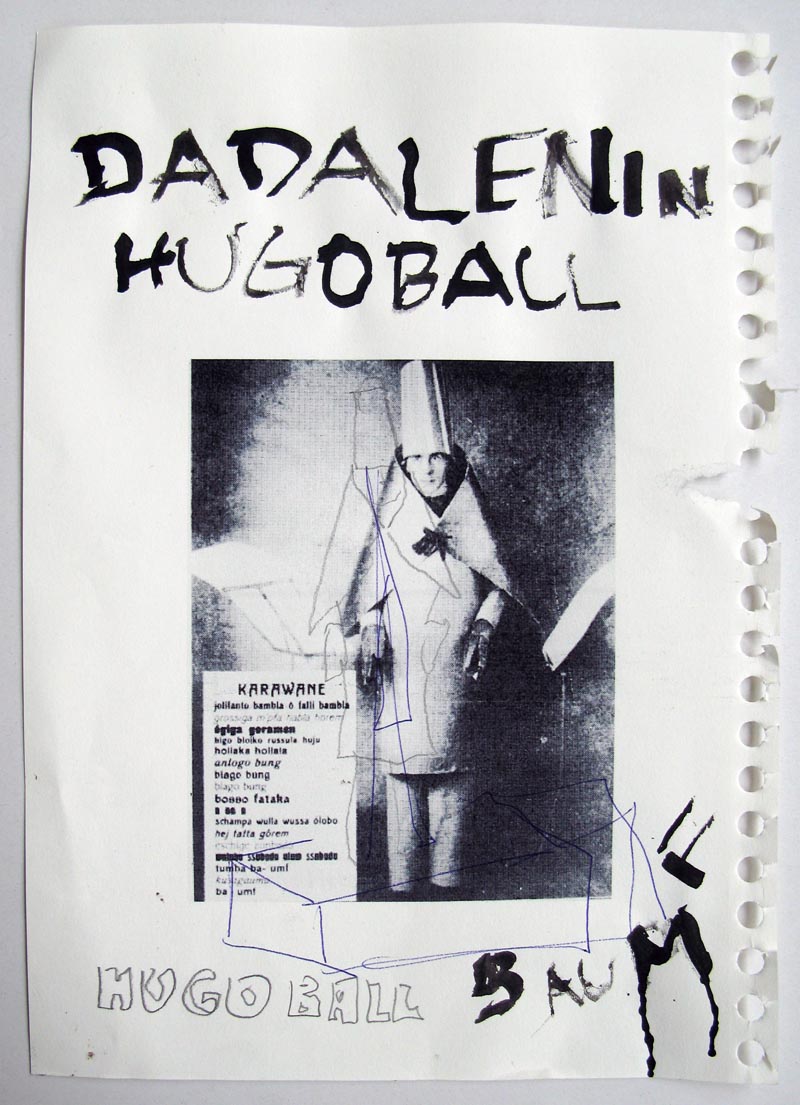 DADALENIN
HUGOBALL
KARAWANE
jolifanto bambla ô falli bambla
grossiga m'pfa habla horem
égiga goramen
higo bloiko russula huju
hollaka hollala
anlogo bung
blago bung
blago bung
bosso fataka
ü üü ü
schampa wulla wussa ólobo
hej tatta gôrem
eschige zunbada
wulubu ssubudu uluw ssubudu
tumba ba- umf
kusagauma
ba - umf
HUGO BALL
BAUM